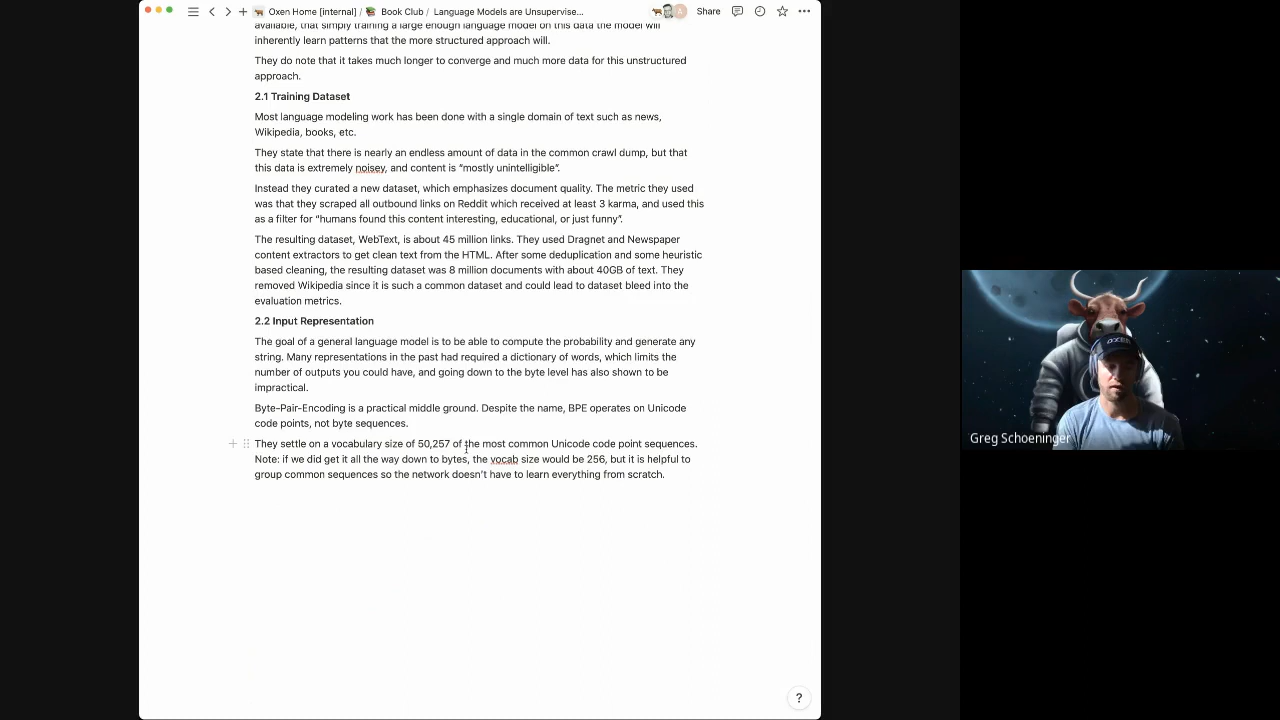 Oxen Home [internal] / Book Club / Language Models are Unsupervise... Share
available, that simply training a large enough language model on this data the model will
inherently learn patterns that the more structured approach will.
They do note that it takes much longer to converge and much more data for this unstructured
approach.
2.1 Training Dataset
Most language modeling work has been done with a single domain of text such as news,
Wikipedia, books, etc.
They state that there is nearly an endless amount of data in the common crawl dump, but that
this data is extremely noisey, and content is “mostly unintelligible”.
Instead they curated a new dataset, which emphasizes document quality. The metric they used
was that they scraped all outbound links on Reddit which received at least 3 karma, and used this
as a filter for “humans found this content interesting, educational, or just funny”.
The resulting dataset, WebText, is about 45 million links. They used Dragnet and Newspaper
content extractors to get clean text from the HTML. After some deduplication and some heuristic
based cleaning, the resulting dataset was 8 million documents with about 40GB of text. They
removed Wikipedia since it is such a common dataset and could lead to dataset bleed into the
evaluation metrics.
2.2 Input Representation
The goal of a general language model is to be able to compute the probability and generate any
string. Many representations in the past had required a dictionary of words, which limits the
number of outputs you could have, and going down to the byte level has also shown to be
impractical.
Byte-Pair-Encoding is a practical middle ground. Despite the name, BPE operates on Unicode
code points, not byte sequences.
They settle on a vocabulary size of 50,257 of the most common Unicode code point sequences.
Note: if we did get it all the way down to bytes, the vocab size would be 256, but it is helpful to
group common sequences so the network doesn’t have to learn everything from scratch.
?
OXEN
Greg Schoeninger